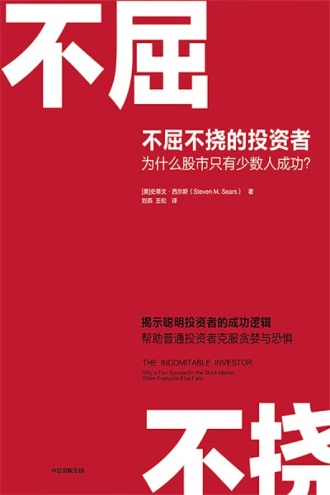 不屈
不屈不挠的投资者
为什么股市只有少数人成功?
[美]史蒂文·西尔斯（Steven M. Sears） 著
刘燕 王松 译
揭示聪明投资者的成功逻辑
帮助普通投资者克服贪婪与恐惧
THE INDOMITABLE INVESTOR
Why a Few Succeed in the Stock Market
When Everyone Else Fails
不挠
中信出版集团